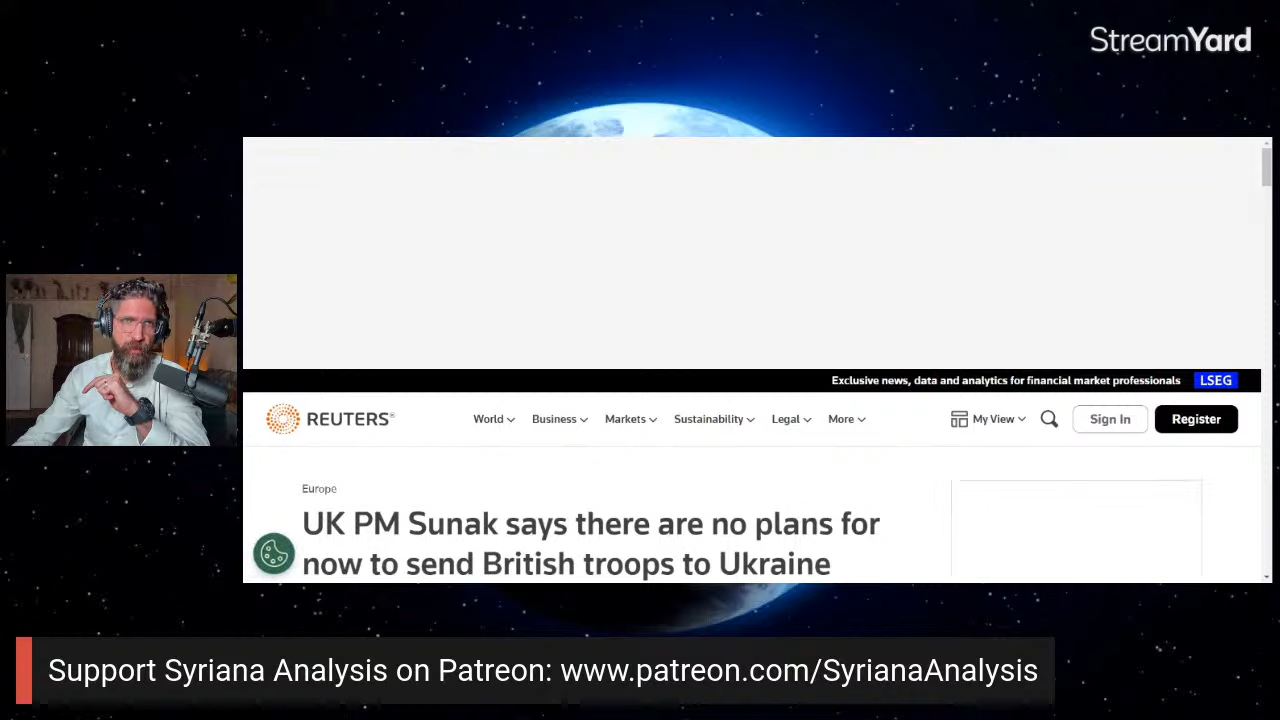 StreamYard
Exclusive news, data and analytics for financial market professionals LSEG
REUTERS®
World Business Markets Sustainability Legal More My View Sign In Register
Europe
UK PM Sunak says there are no plans for
now to send British troops to Ukraine
Support Syriana Analysis on Patreon: www.patreon.com/SyrianaAnalysis